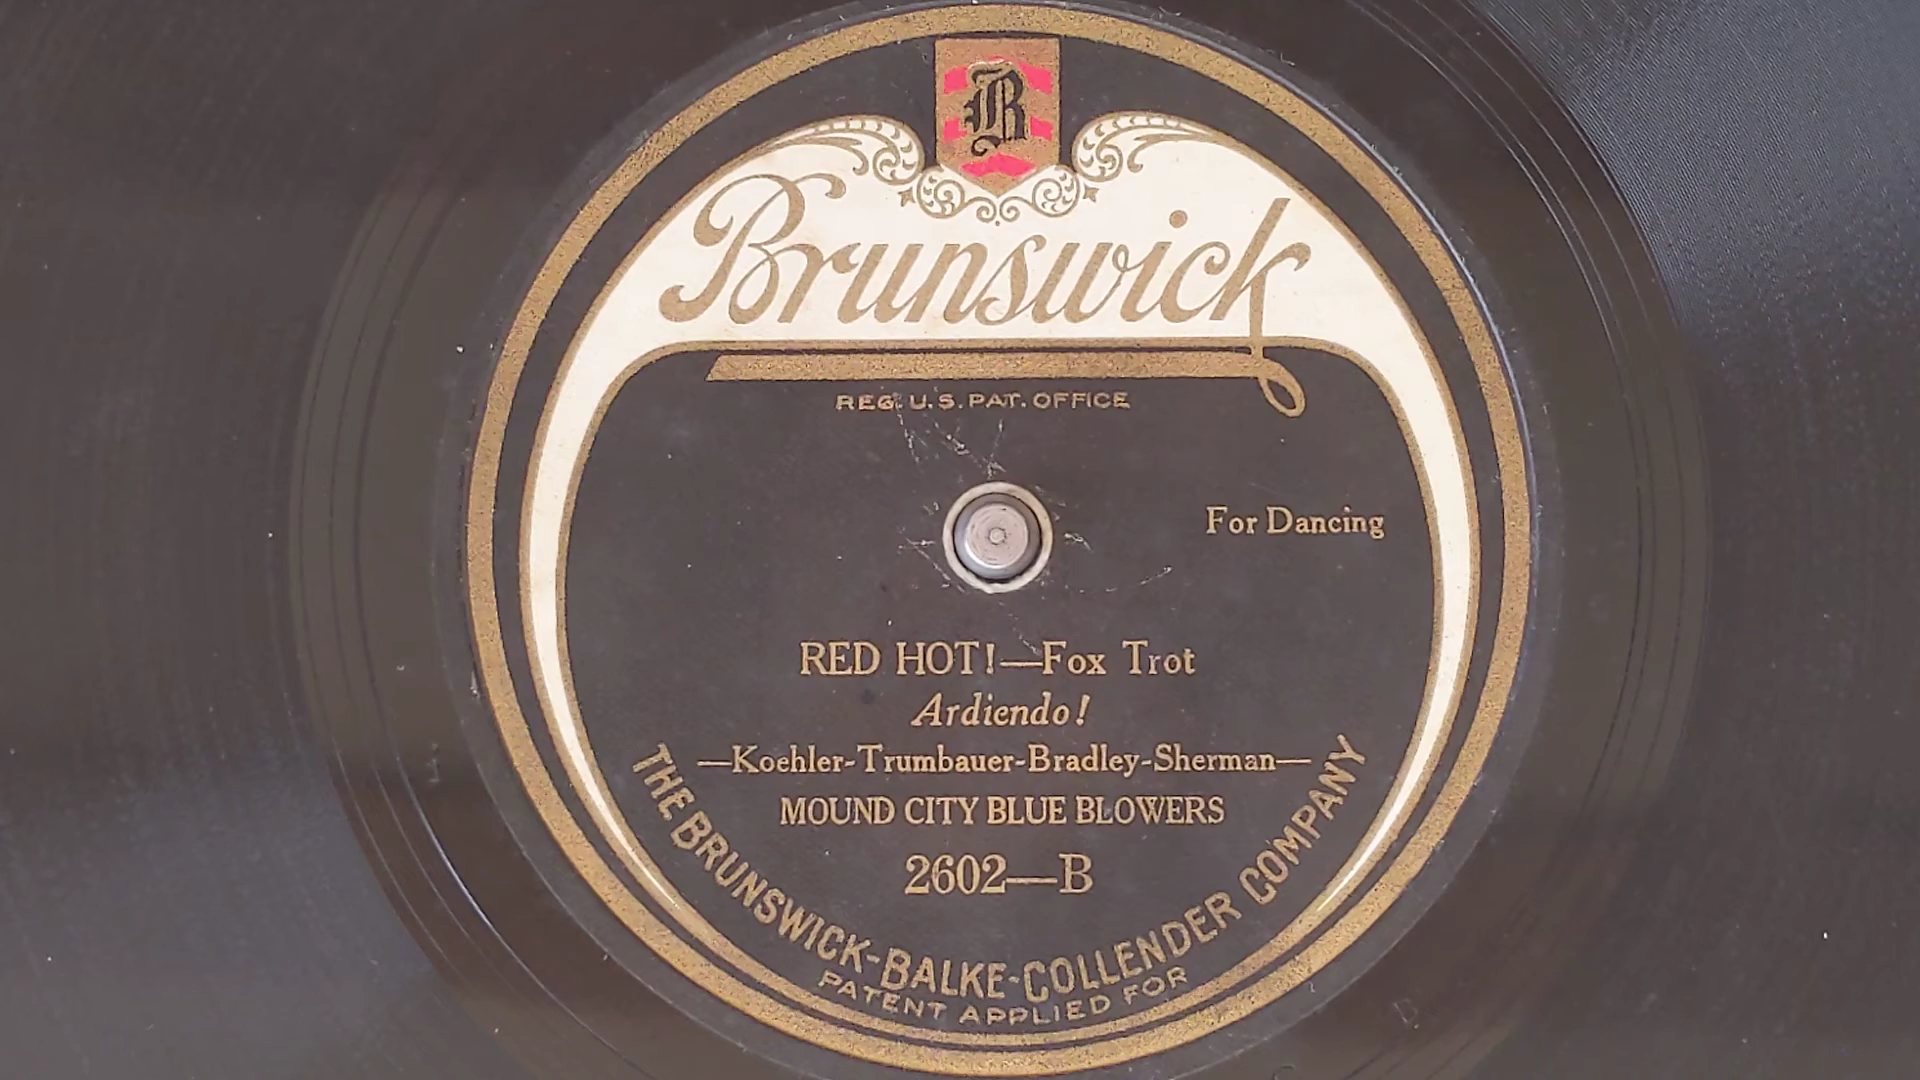 B
Brunswick
REG. U.S. PAT. OFFICE
For Dancing
RED HOT!—Fox Trot
Ardiendo!
—Koehler-Trumbauer-Bradley-Sherman—
MOUND CITY BLUE BLOWERS
2602—B
THE BRUNSWICK-BALKE-COLLENDER COMPANY
PATENT APPLIED FOR